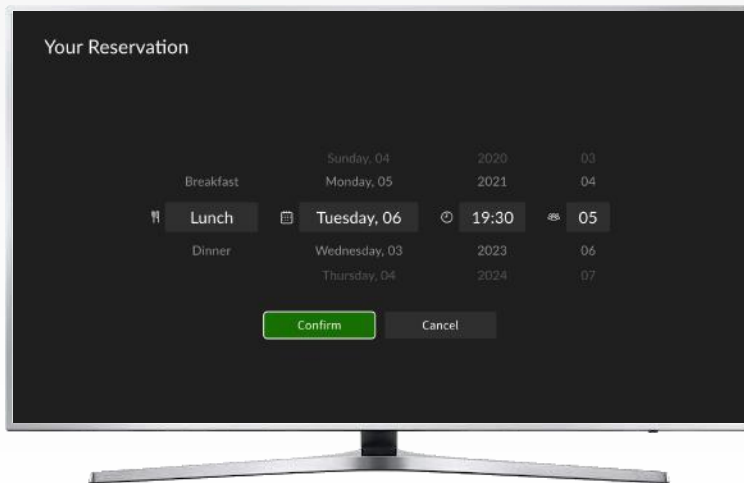 Your Reservation
Sunday, 04 2020 03
Breakfast Monday, 05 2021 04
Lunch Tuesday, 06 19:30 05
Dinner Wednesday, 03 2023 06
Thursday, 04 2024 07
Confirm Cancel